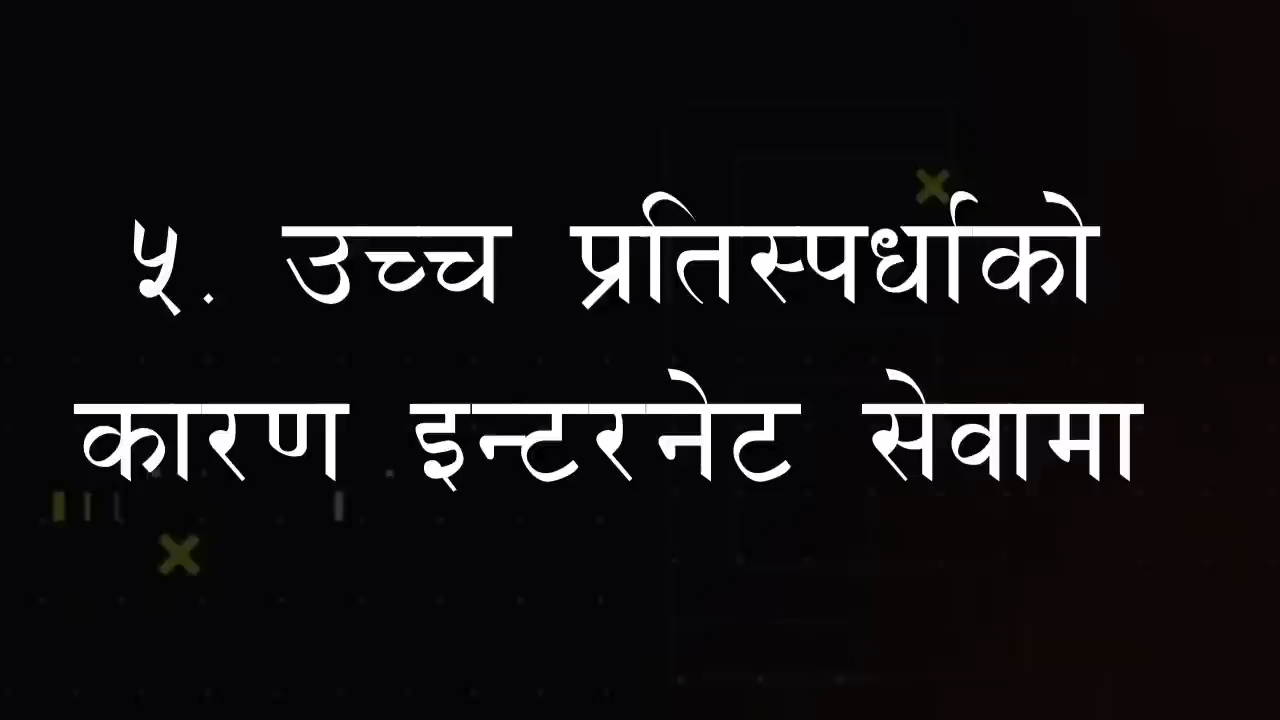 ५. उच्च प्रतिस्पर्धाको
कारण इन्टरनेट सेवामा